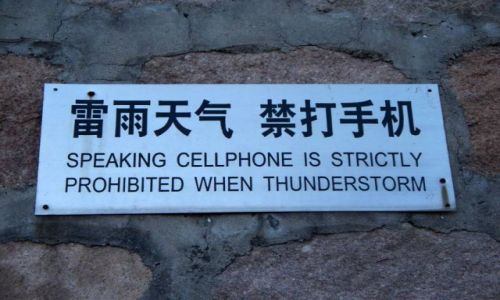 雷雨天气 禁打手机
SPEAKING CELLPHONE IS STRICTLY
PROHIBITED WHEN THUNDERSTORM